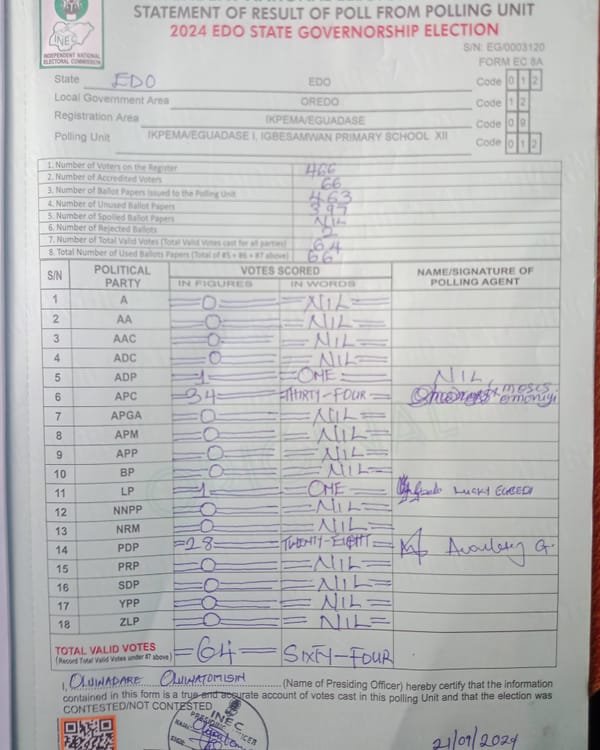 STATEMENT OF RESULT OF POLL FROM POLLING UNIT
2024 EDO STATE GOVERNORSHIP ELECTION
INEC
INDEPENDENT NATIONAL ELECTORAL COMMISSION
S/N: EG/0003120
FORM EC 8A
State EDO EDO Code 0 1 2
Local Government Area OREDO Code 1 2
Registration Area IKPEMA/EGUADASE Code 0 9
Polling Unit IKPEMA/EGUADASE I, IGBESAMWAN PRIMARY SCHOOL XII Code 0 1 2
1. Number of Voters on the Register 466
2. Number of Accredited Voters 66
3. Number of Ballot Papers Issued to the Polling Unit 463
4. Number of Unused Ballot Papers 397
5. Number of Spoiled Ballot Papers NIL
6. Number of Rejected Ballots 2
7. Number of Total Valid Votes (Total Valid Votes cast for all parties) 64
8. Total Number of Used Ballots Papers (Total of #5 + #6 + #7 above) 66
S/N POLITICAL PARTY VOTES SCORED NAME/SIGNATURE OF POLLING AGENT
IN FIGURES IN WORDS
1 A 0 NIL
2 AA 0 NIL
3 AAC 0 NIL
4 ADC 0 NIL
5 ADP 1 ONE NIL
6 APC 34 THIRTY-FOUR moses omoniyi
7 APGA 0 NIL
8 APM 0 NIL
9 APP 0 NIL
10 BP 0 NIL
11 LP 1 ONE LUCKY EGBEDI
12 NNPP 0 NIL
13 NRM 0 NIL
14 PDP 28 TWENTY-EIGHT G.
15 PRP 0 NIL
16 SDP 0 NIL
17 YPP 0 NIL
18 ZLP 0 NIL
TOTAL VALID VOTES =64= SIXTY-FOUR
(Record Total Valid Votes under #7 above)
I, OLUWADARE OLUWATOMISIN (Name of Presiding Officer) hereby certify that the information
contained in this form is a true and accurate account of votes cast in this polling Unit and that the election was
CONTESTED/NOT CONTESTED
INEC
21/09/2024